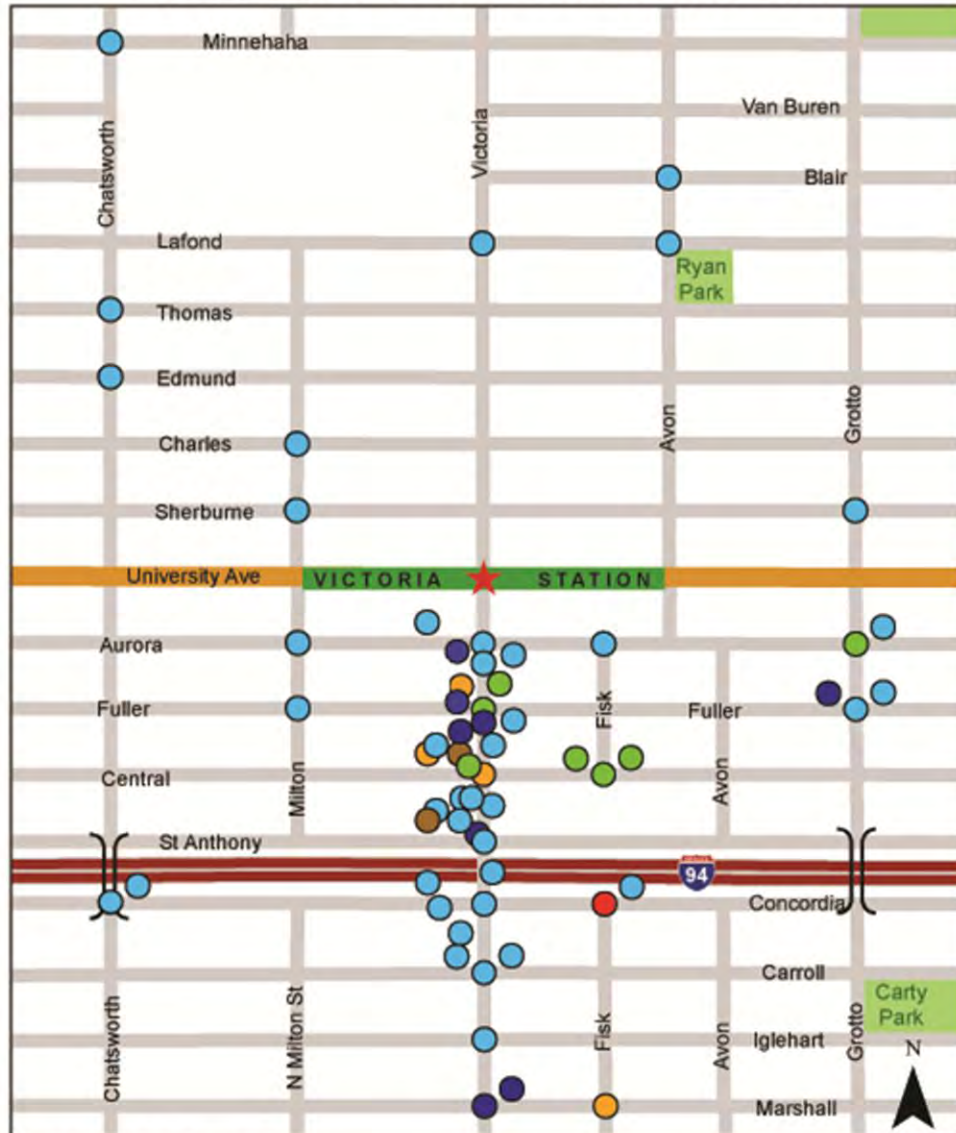 Minnehaha
Van Buren
Chatsworth
Victoria
Blair
Lafond
Ryan
Park
Thomas
Edmund
Avon
Grotto
Charles
Sherburne
University Ave
VICTORIA STATION
Aurora
Fuller
Fisk
Fuller
Central
Milton
Avon
St Anthony
94
Concordia
Carroll
Carty
Park
Chatsworth
N Milton St
Fisk
Avon
Grotto
Iglehart
N
Marshall